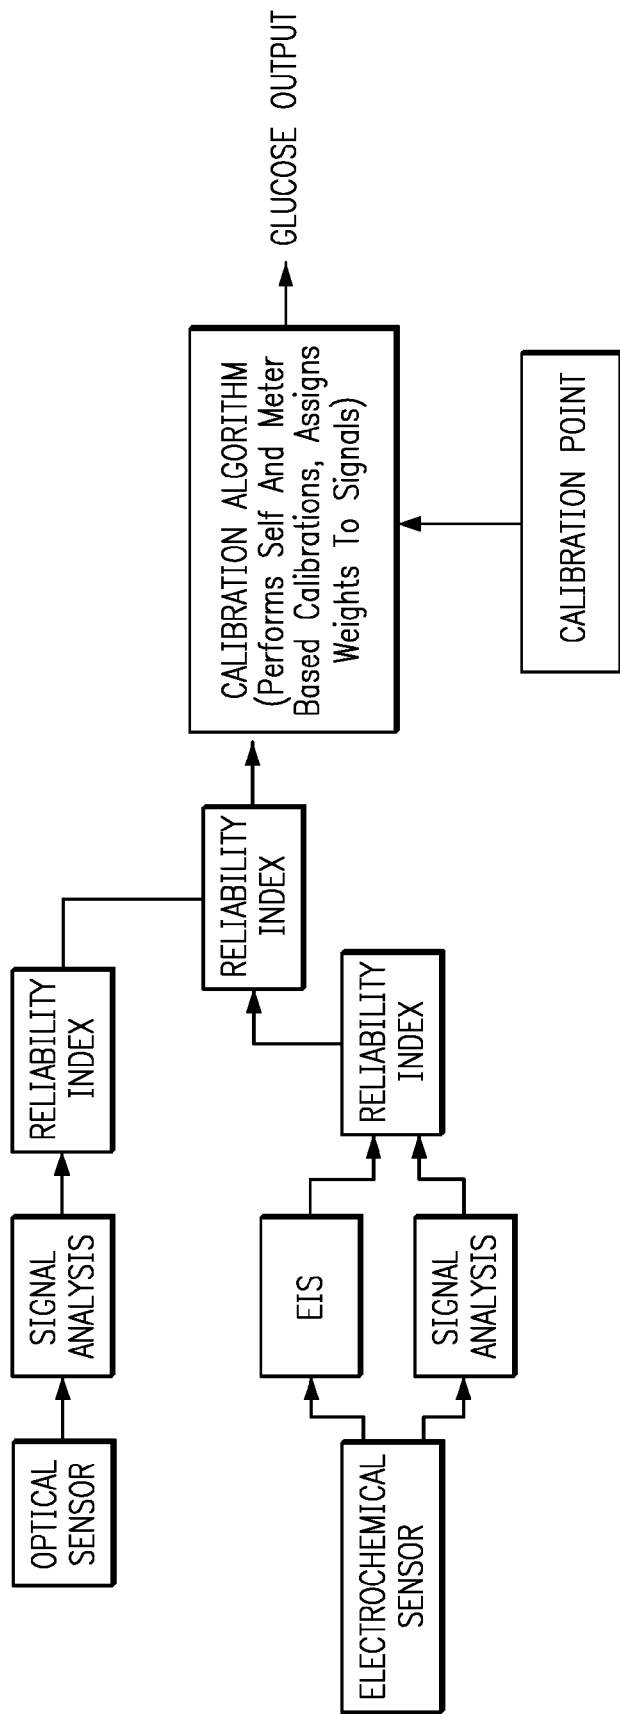 OPTICAL
SENSOR
SIGNAL
ANALYSIS
RELIABILITY
INDEX
ELECTROCHEMICAL
SENSOR
EIS
SIGNAL
ANALYSIS
RELIABILITY
INDEX
RELIABILITY
INDEX
CALIBRATION ALGORITHM
(Performs Self And Meter
Based Calibrations, Assigns
Weights To Signals)
CALIBRATION POINT
GLUCOSE OUTPUT